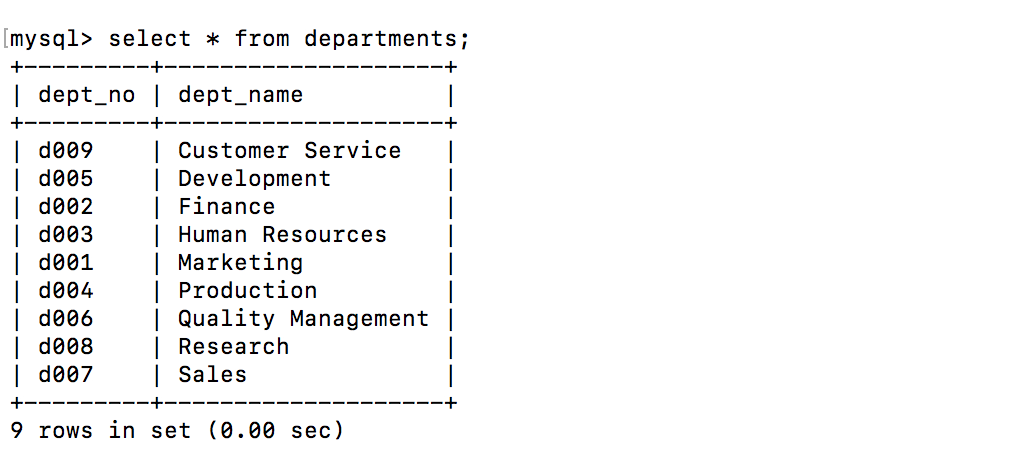 [mysql> select * from departments;
+---------+--------------------+
| dept_no | dept_name          |
+---------+--------------------+
| d009    | Customer Service   |
| d005    | Development        |
| d002    | Finance            |
| d003    | Human Resources    |
| d001    | Marketing          |
| d004    | Production         |
| d006    | Quality Management |
| d008    | Research           |
| d007    | Sales              |
+---------+--------------------+
9 rows in set (0.00 sec)